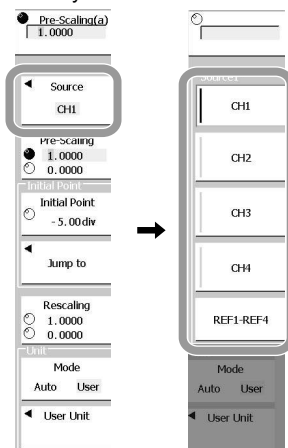 Pre-Scaling(a)
1.0000
Source
CH1
Pre-Scaling
1.0000
0.0000
Initial Point
Initial Point
-5.00div
Jump to
Rescaling
1.0000
0.0000
Unit
Mode
Auto User
User Unit
Source1
CH1
CH2
CH3
CH4
REF1-REF4
Mode
Auto User
User Unit